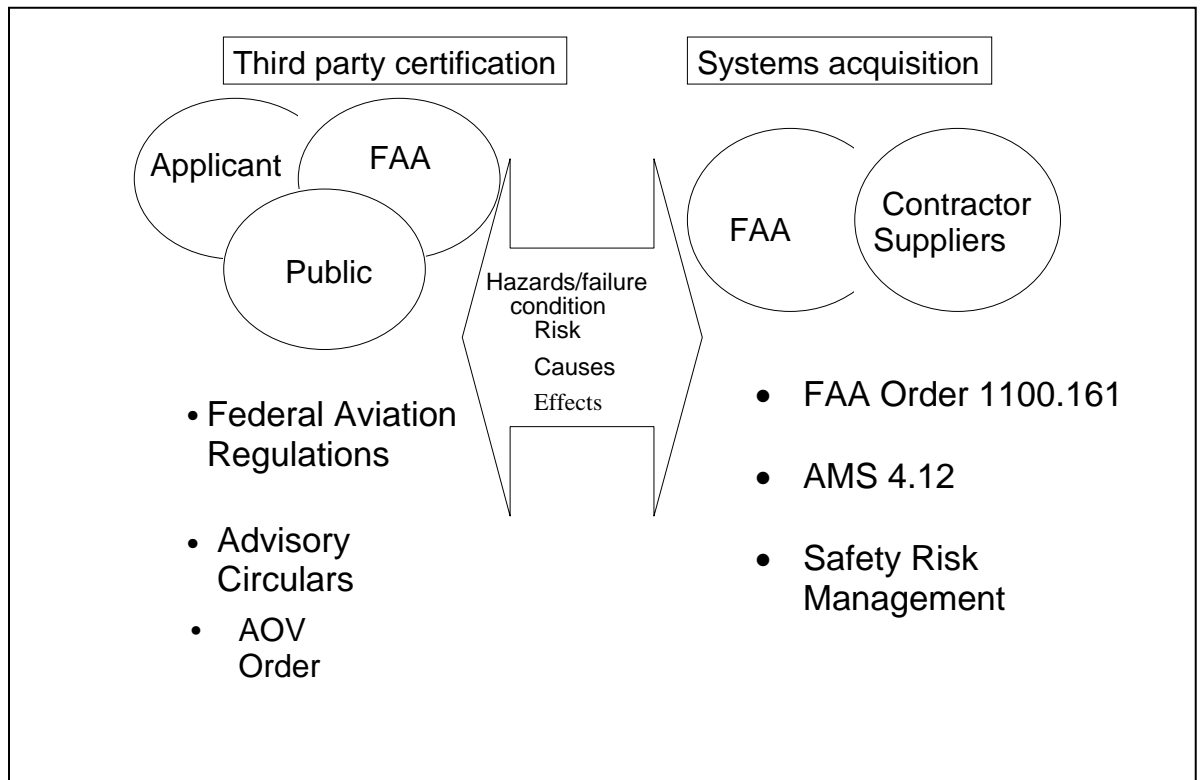 Third party certification
Applicant
FAA
Public
• Federal Aviation
Regulations
• Advisory
Circulars
• AOV
Order
Hazards/failure
condition
Risk
Causes
Effects
Systems acquisition
FAA
Contractor
Suppliers
• FAA Order 1100.161
• AMS 4.12
• Safety Risk
Management